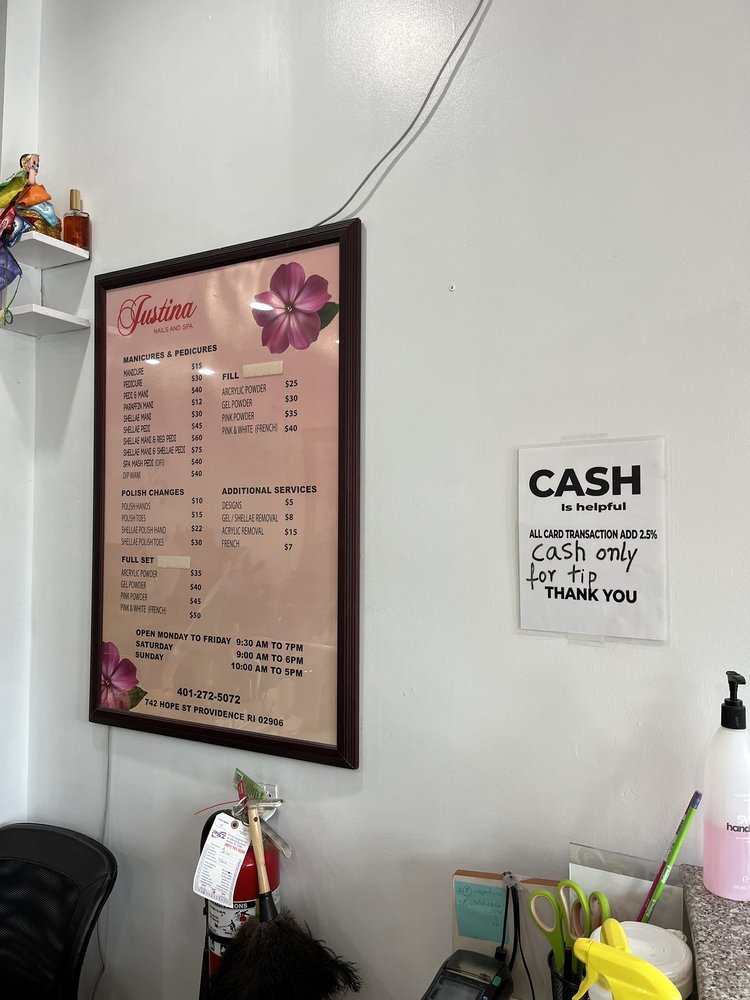 Justina
NAILS AND SPA
MANICURES & PEDICURES
MANICURE $15
PEDICURE $30
PEDI & MANI $40
PARAFFIN MANI $12
SHELLAE MANI $30
SHELLAE PEDI $45
SHELLAE MANI & REG PEDI $60
SHELLAE MANI & SHELLAE PEDI $75
SPA MASH PEDI (OPI) $40
DIP MANI $40
FILL
ARCRYLIC POWDER $25
GEL POWDER $30
PINK POWDER $35
PINK & WHITE (FRENCH) $40
POLISH CHANGES
POLISH HANDS $10
POLISH TOES $15
SHELLAE POLISH HAND $22
SHELLAE POLISH TOES $30
ADDITIONAL SERVICES
DESIGNS $5
GEL / SHELLAE REMOVAL $8
ACRYLIC REMOVAL $15
FRENCH $7
FULL SET
ARCRYLIC POWDER $35
GEL POWDER $40
PINK POWDER $45
PINK & WHITE (FRENCH) $50
OPEN MONDAY TO FRIDAY 9:30 AM TO 7PM
SATURDAY 9:00 AM TO 6PM
SUNDAY 10:00 AM TO 5PM
401-272-5072
742 HOPE ST PROVIDENCE RI 02906
CASH
Is helpful
ALL CARD TRANSACTION ADD 2.5%
cash only
for tip
THANK YOU
hand